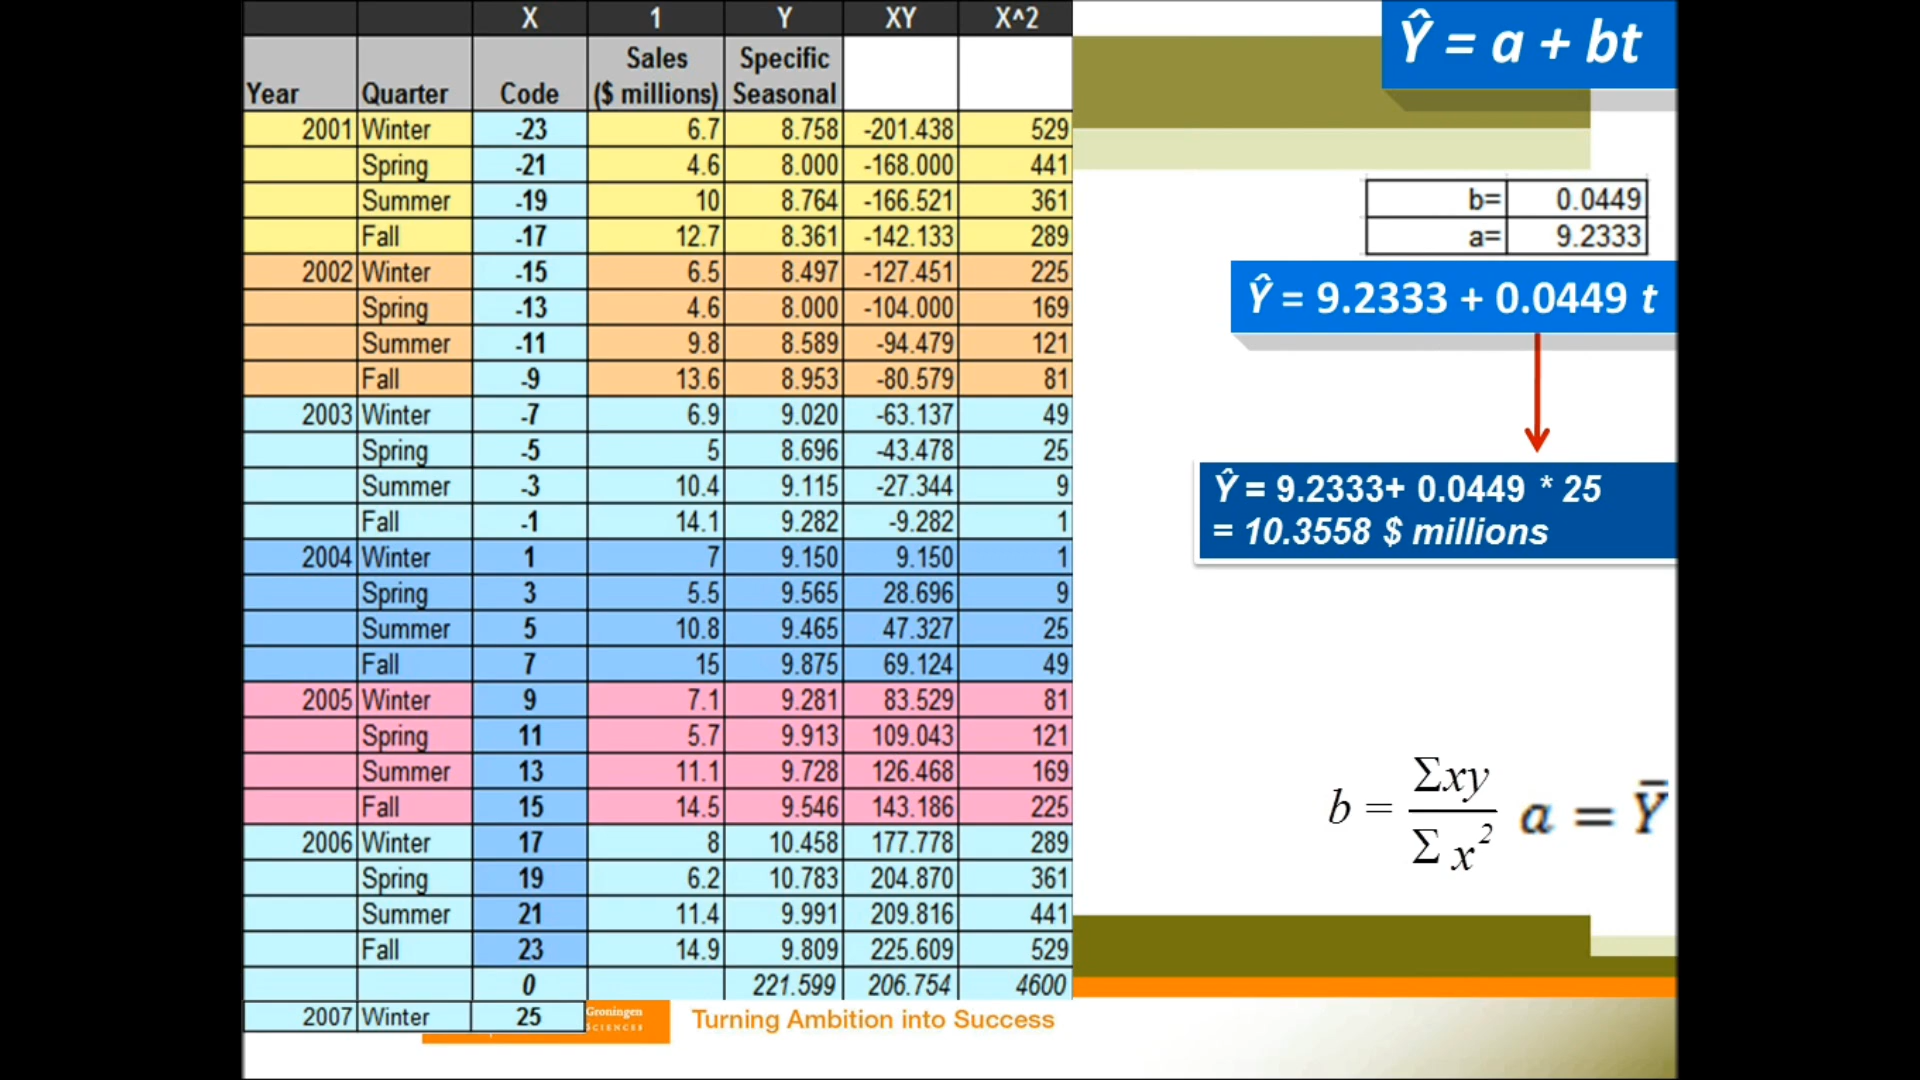 X 1 Y XY X^2
Sales Specific
Year Quarter Code ($ millions) Seasonal
2001 Winter -23 6.7 8.758 -201.438 529
Spring -21 4.6 8.000 -168.000 441
Summer -19 10 8.764 -166.521 361
Fall -17 12.7 8.361 -142.133 289
2002 Winter -15 6.5 8.497 -127.451 225
Spring -13 4.6 8.000 -104.000 169
Summer -11 9.8 8.589 -94.479 121
Fall -9 13.6 8.953 -80.579 81
2003 Winter -7 6.9 9.020 -63.137 49
Spring -5 5 8.696 -43.478 25
Summer -3 10.4 9.115 -27.344 9
Fall -1 14.1 9.282 -9.282 1
2004 Winter 1 7 9.150 9.150 1
Spring 3 5.5 9.565 28.696 9
Summer 5 10.8 9.465 47.327 25
Fall 7 15 9.875 69.124 49
2005 Winter 9 7.1 9.281 83.529 81
Spring 11 5.7 9.913 109.043 121
Summer 13 11.1 9.728 126.468 169
Fall 15 14.5 9.546 143.186 225
2006 Winter 17 8 10.458 177.778 289
Spring 19 6.2 10.783 204.870 361
Summer 21 11.4 9.991 209.816 441
Fall 23 14.9 9.809 225.609 529
0 221.599 206.754 4600
2007 Winter 25
Ŷ = a + bt
b= 0.0449
a= 9.2333
Ŷ = 9.2333 + 0.0449 t
Ŷ = 9.2333+ 0.0449 * 25
= 10.3558 $ millions
b = Σxy / Σ x² a = Ȳ
Groningen
Turning Ambition into Success